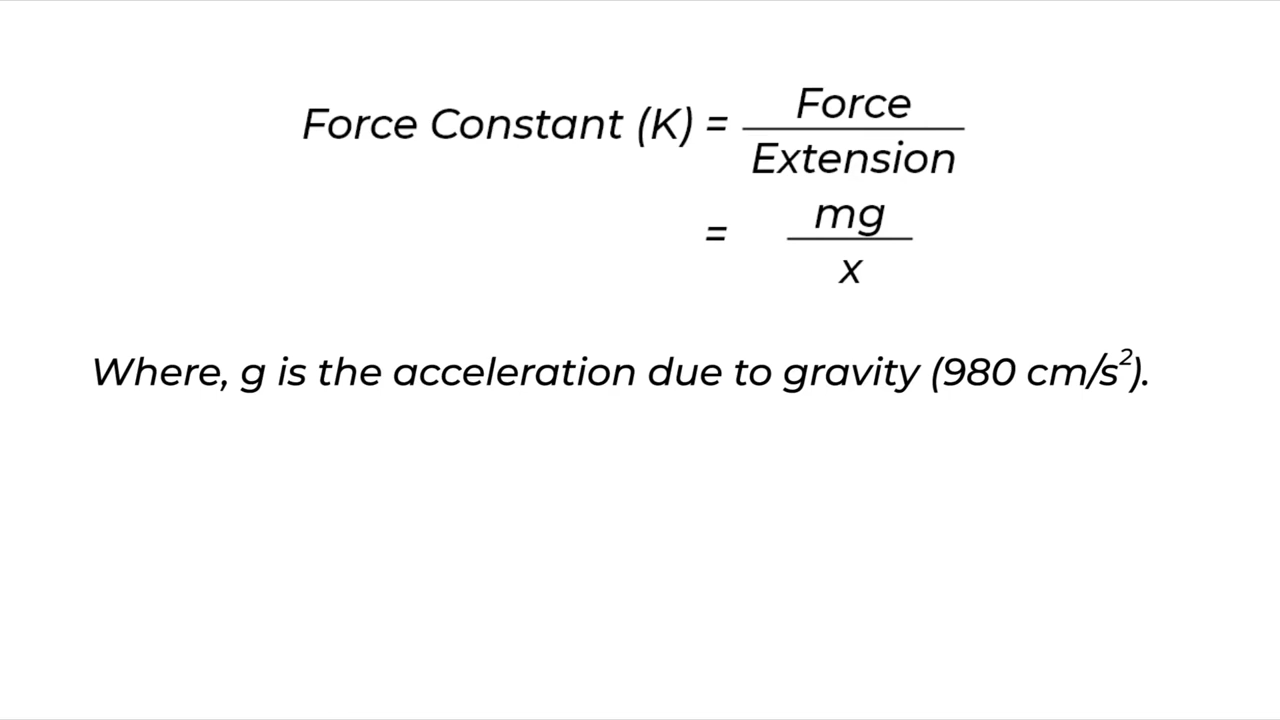 Force Constant (K) = Force / Extension
= mg / x
Where, g is the acceleration due to gravity (980 cm/s²).